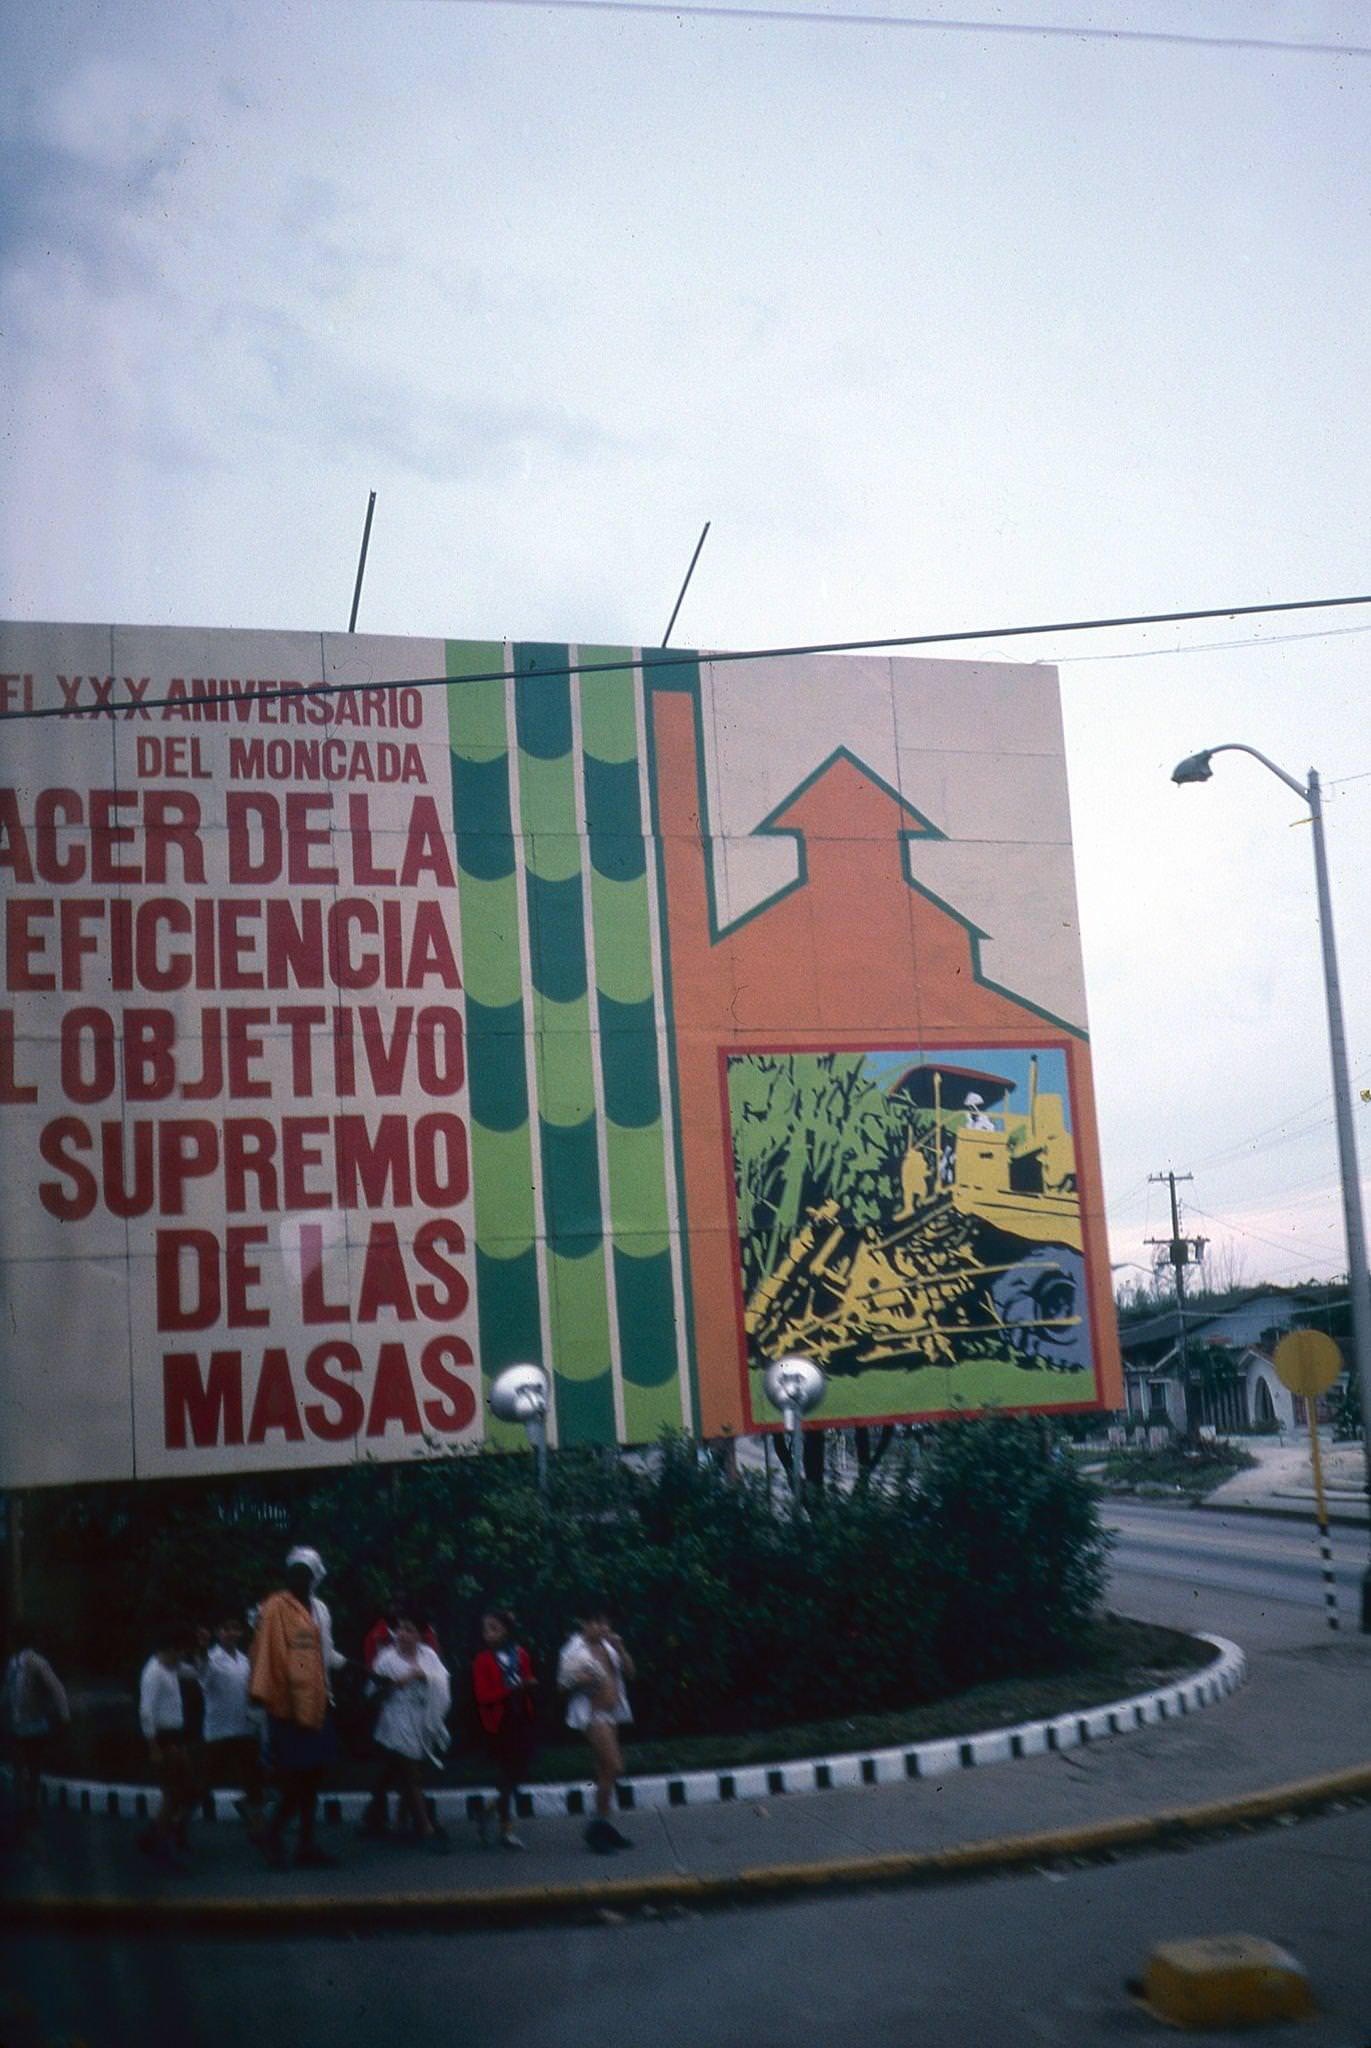 EL XXX ANIVERSARIO
DEL MONCADA
ACER DE LA
EFICIENCIA
L OBJETIVO
SUPREMO
DE LAS
MASAS